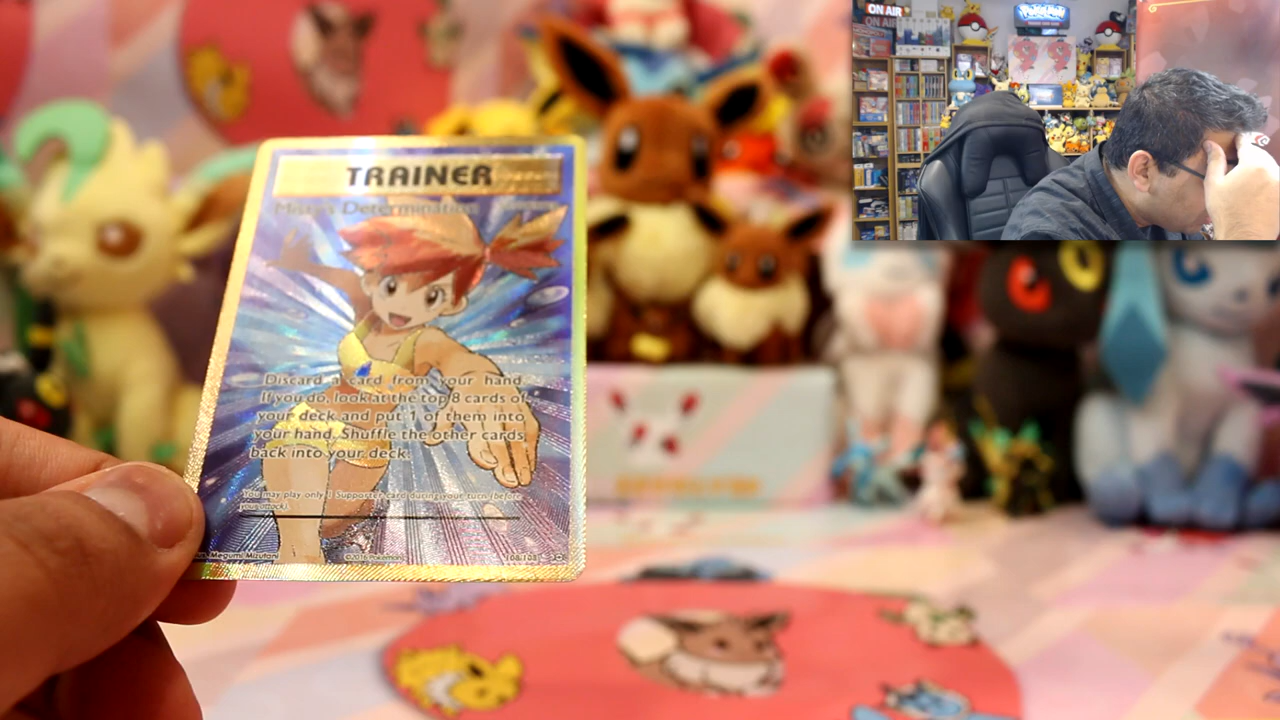 ON AIR
ON AIR
Pokémon
TRAINER
Misty's Determination
Discard a card from your hand.
If you do, look at the top 8 cards of
your deck and put 1 of them into
your hand. Shuffle the other cards
back into your deck.
You may play only 1 Supporter card during your turn (before
your attack).
Megumi Mizutani
©2016 Pokémon
108/108